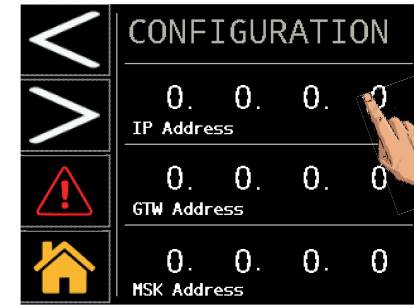 CONFIGURATION
0. 0. 0. 0
IP Address
0. 0. 0. 0
GTW Address
0. 0. 0. 0
MSK Address